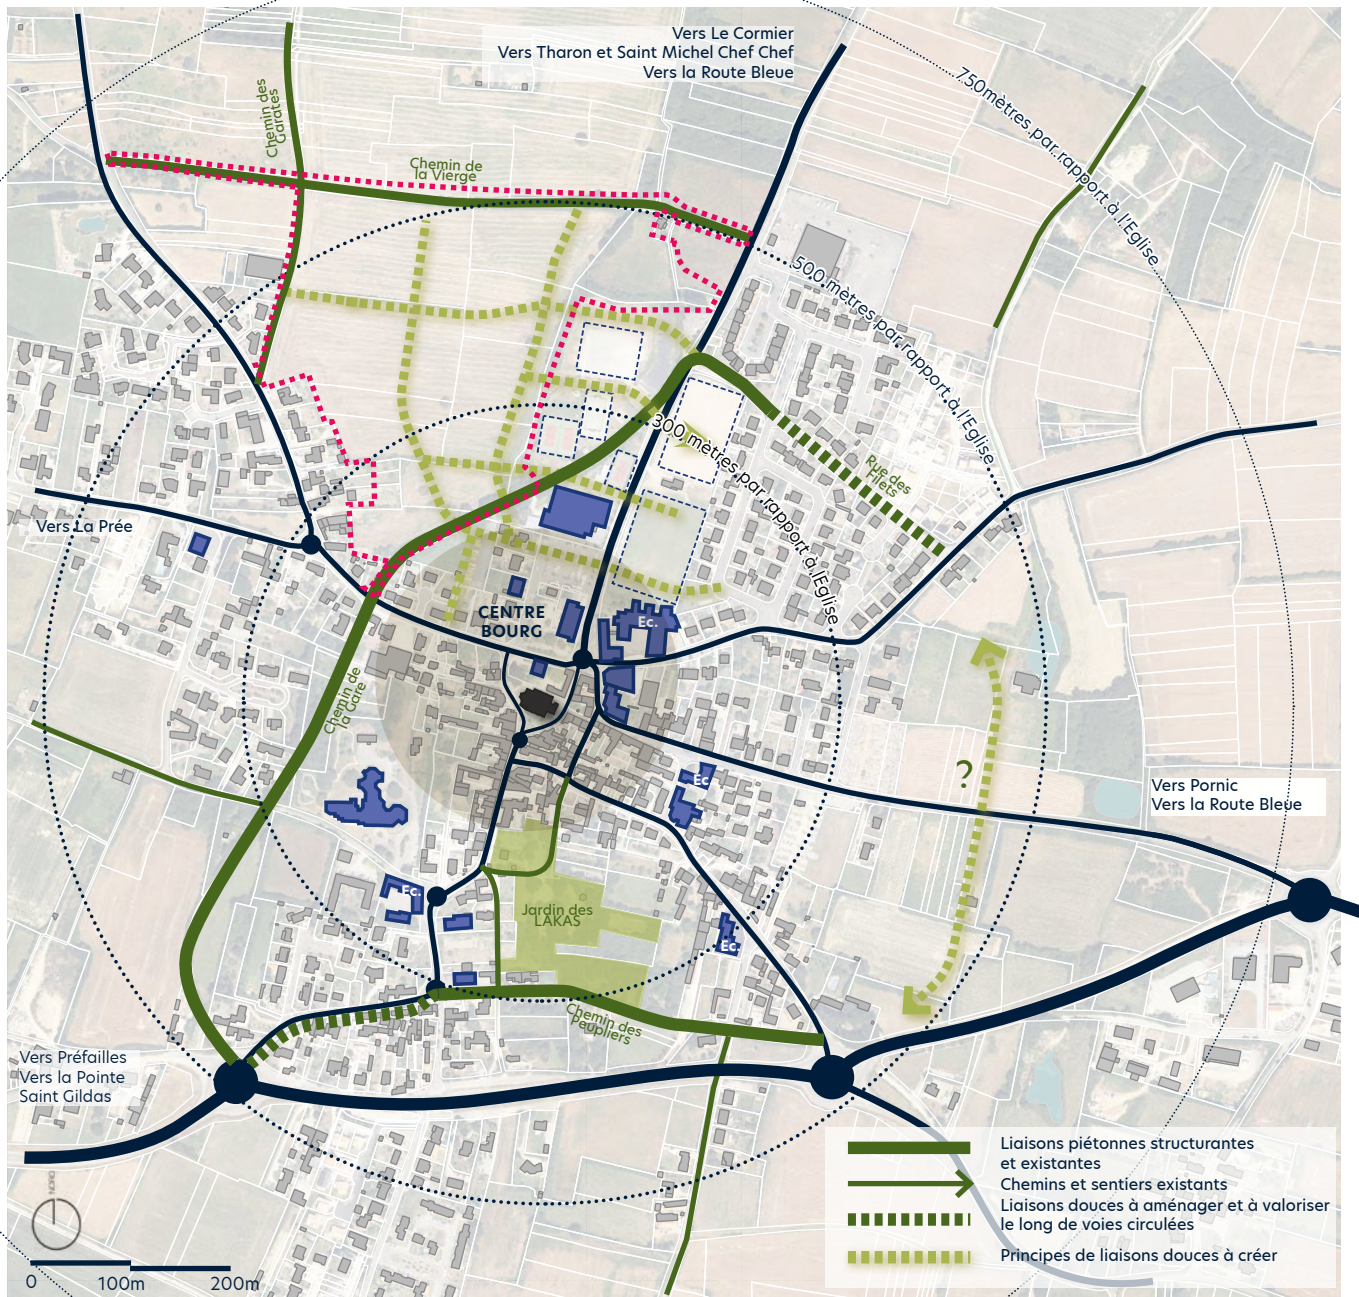 Vers Le Cormier
Vers Tharon et Saint Michel Chef Chef
Vers la Route Bleue
750mètres par rapport à l'Eglise
Chemin des
Garates
Chemin de
la Vierge
500 mètres par rapport à l'Eglise
300 mètres par rapport à l'Eglise
Rue des
Filets
Vers La Prée
CENTRE
BOURG
Ec.
Chemin de
la Gare
?
Ec.
Vers Pornic
Vers la Route Bleue
Ec.
Jardin des
LAKAS
Ec.
Chemin des
Peupliers
Vers Préfailles
Vers la Pointe
Saint Gildas
Liaisons piétonnes structurantes
et existantes
Chemins et sentiers existants
Liaisons douces à aménager et à valoriser
le long de voies circulées
Principes de liaisons douces à créer
NORD
0 100m 200m